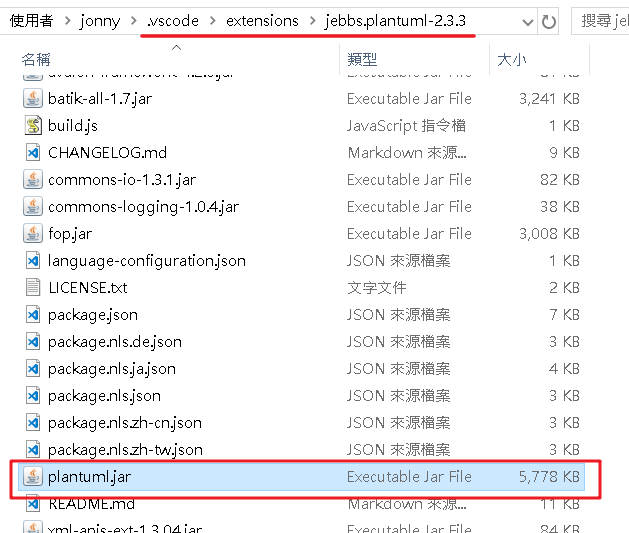 使用者 > jonny > .vscode > extensions > jebbs.plantuml-2.3.3 搜尋 jeb
名稱 類型 大小
batik-all-1.7.jar Executable Jar File 3,241 KB
build.js JavaScript 指令檔 1 KB
CHANGELOG.md Markdown 來源... 9 KB
commons-io-1.3.1.jar Executable Jar File 82 KB
commons-logging-1.0.4.jar Executable Jar File 38 KB
fop.jar Executable Jar File 3,008 KB
language-configuration.json JSON 來源檔案 1 KB
LICENSE.txt 文字文件 2 KB
package.json JSON 來源檔案 7 KB
package.nls.de.json JSON 來源檔案 3 KB
package.nls.ja.json JSON 來源檔案 4 KB
package.nls.json JSON 來源檔案 3 KB
package.nls.zh-cn.json JSON 來源檔案 3 KB
package.nls.zh-tw.json JSON 來源檔案 3 KB
plantuml.jar Executable Jar File 5,778 KB
README.md Markdown 來源... 11 KB
xml-apis-ext-1.3.04.jar Executable Jar File 84 KB